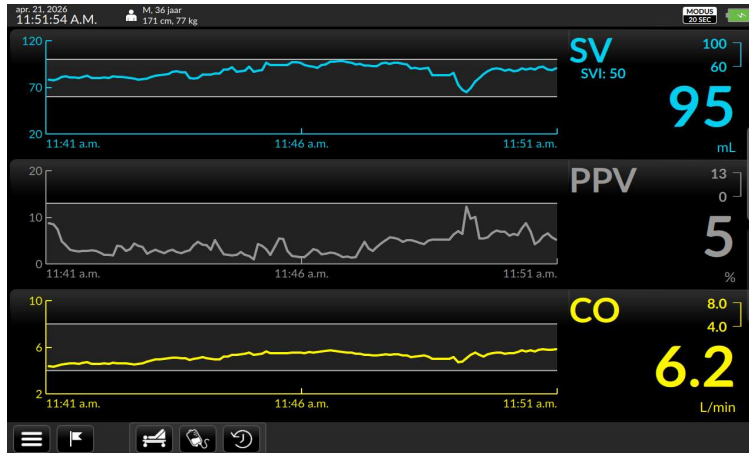 apr. 21, 2026
11:51:54 A.M.
M, 36 jaar
171 cm, 77 kg
MODUS
20 SEC
120
70
20
11:41 a.m.
11:46 a.m.
11:51 a.m.
SV
SVI: 50
100
60
95
mL
20
10
0
11:41 a.m.
11:46 a.m.
11:51 a.m.
PPV
13
0
5
%
10
6
2
11:41 a.m.
11:46 a.m.
11:51 a.m.
CO
8.0
4.0
6.2
L/min